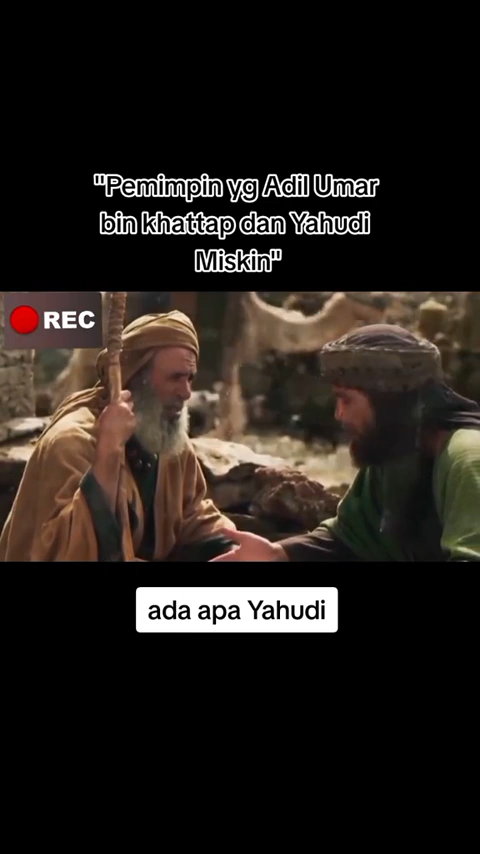 "Pemimpin yg Adil Umar
bin khattap dan Yahudi
Miskin"
REC
ada apa Yahudi